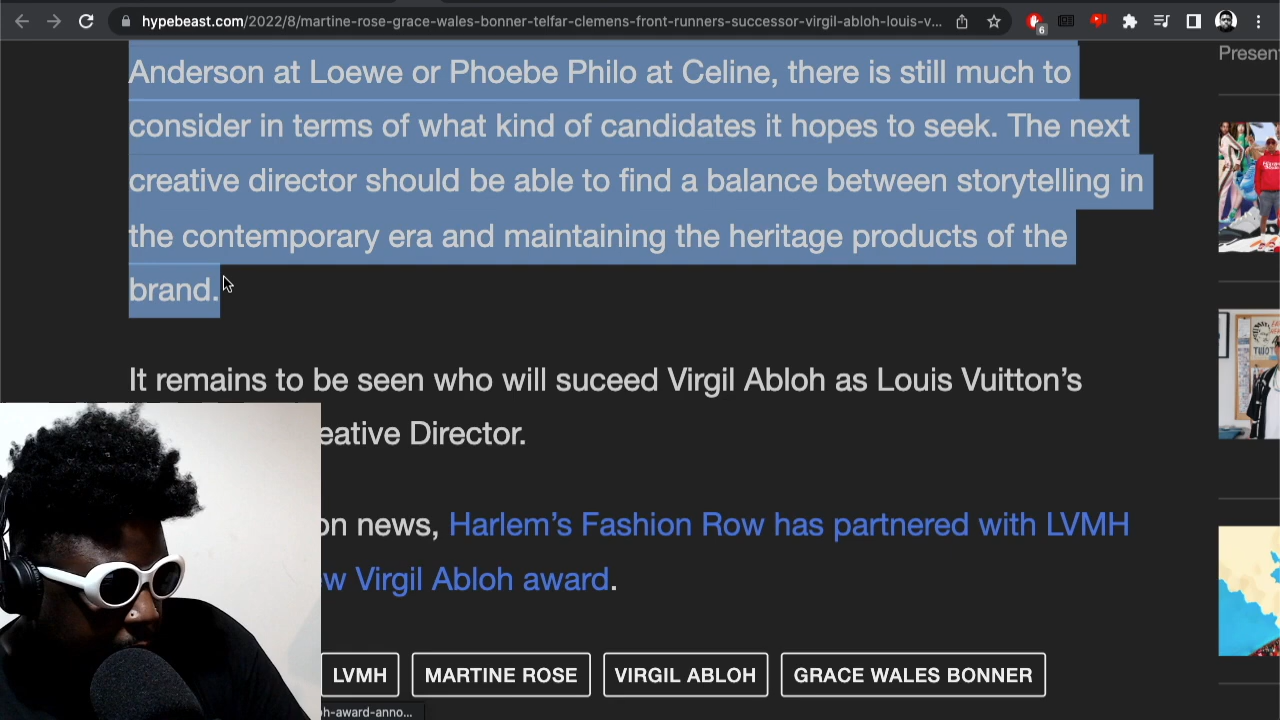 hypebeast.com/2022/8/martine-rose-grace-wales-bonner-telfar-clemens-front-runners-successor-virgil-abloh-louis-v...
6
Presen
Anderson at Loewe or Phoebe Philo at Celine, there is still much to
consider in terms of what kind of candidates it hopes to seek. The next
creative director should be able to find a balance between storytelling in
the contemporary era and maintaining the heritage products of the
brand.
It remains to be seen who will suceed Virgil Abloh as Louis Vuitton’s
eative Director.
on news, Harlem’s Fashion Row has partnered with LVMH
ew Virgil Abloh award.
LVMH
MARTINE ROSE
VIRGIL ABLOH
GRACE WALES BONNER
oh-award-anno...